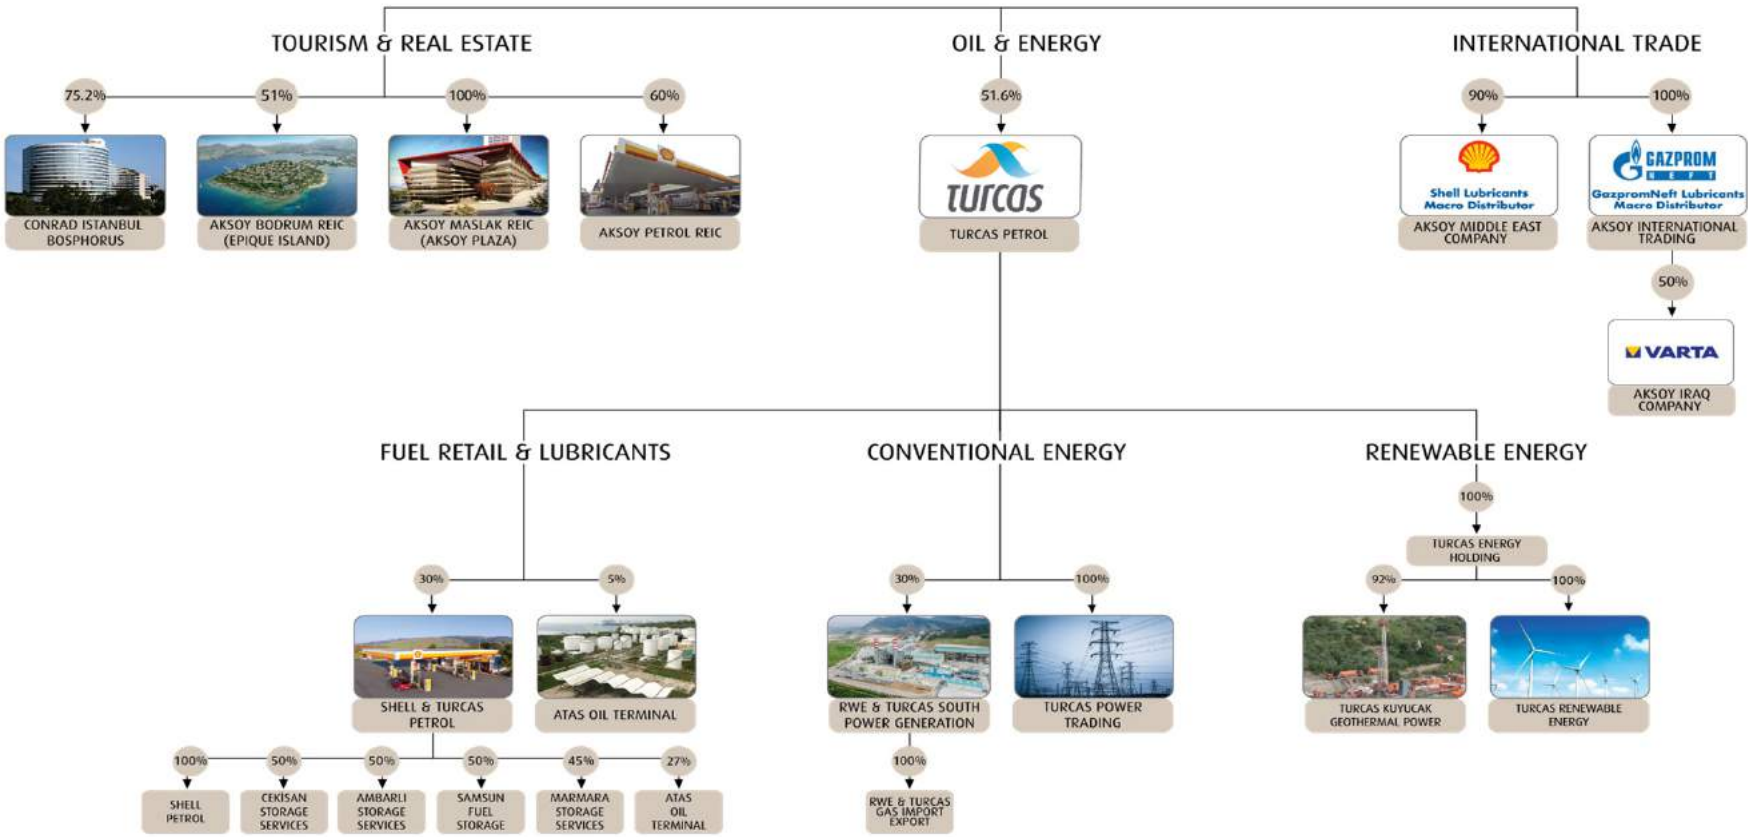 TOURISM & REAL ESTATE
OIL & ENERGY
INTERNATIONAL TRADE
75.2%
51%
100%
60%
51.6%
90%
100%
TURCAS
Shell Lubricants
Macro Distributor
GAZPROM
NEFT
GazpromNeft Lubricants
Macro Distributor
CONRAD ISTANBUL
BOSPHORUS
AKSOY BODRUM REIC
(EPIQUE ISLAND)
AKSOY MASLAK REIC
(AKSOY PLAZA)
AKSOY PETROL REIC
TURCAS PETROL
AKSOY MIDDLE EAST
COMPANY
AKSOY INTERNATIONAL
TRADING
50%
VARTA
AKSOY IRAQ
COMPANY
FUEL RETAIL & LUBRICANTS
CONVENTIONAL ENERGY
RENEWABLE ENERGY
100%
TURCAS ENERGY
HOLDING
30%
5%
30%
100%
92%
100%
SHELL & TURCAS
PETROL
ATAS OIL TERMINAL
RWE & TURCAS SOUTH
POWER GENERATION
TURCAS POWER
TRADING
TURCAS KUYUCAK
GEOTHERMAL POWER
TURCAS RENEWABLE
ENERGY
100%
50%
50%
50%
45%
27%
100%
SHELL
PETROL
CEKISAN
STORAGE
SERVICES
AMBARLI
STORAGE
SERVICES
SAMSUN
FUEL
STORAGE
MARMARA
STORAGE
SERVICES
ATAS
OIL
TERMINAL
RWE & TURCAS
GAS IMPORT
EXPORT